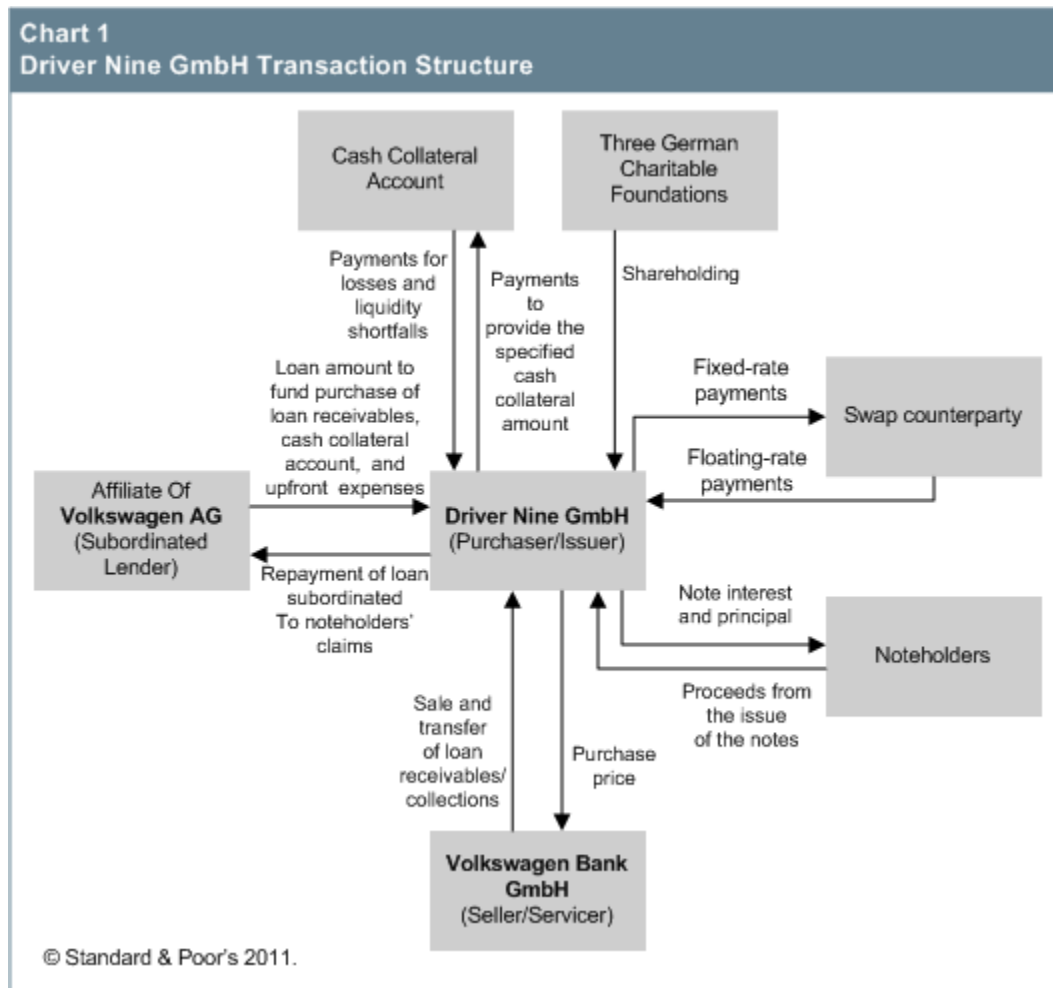 Chart 1
Driver Nine GmbH Transaction Structure
Cash Collateral
Account
Three German
Charitable
Foundations
Payments for
losses and
liquidity
shortfalls
Payments
to
provide the
specified
cash
collateral
amount
Shareholding
Loan amount to
fund purchase of
loan receivables,
cash collateral
account, and
upfront expenses
Fixed-rate
payments
Swap counterparty
Floating-rate
payments
Affiliate Of
Volkswagen AG
(Subordinated
Lender)
Driver Nine GmbH
(Purchaser/Issuer)
Repayment of loan
subordinated
To noteholders'
claims
Note interest
and principal
Noteholders
Proceeds from
the issue
of the notes
Sale and
transfer
of loan
receivables/
collections
Purchase
price
Volkswagen Bank
GmbH
(Seller/Servicer)
© Standard & Poor's 2011.